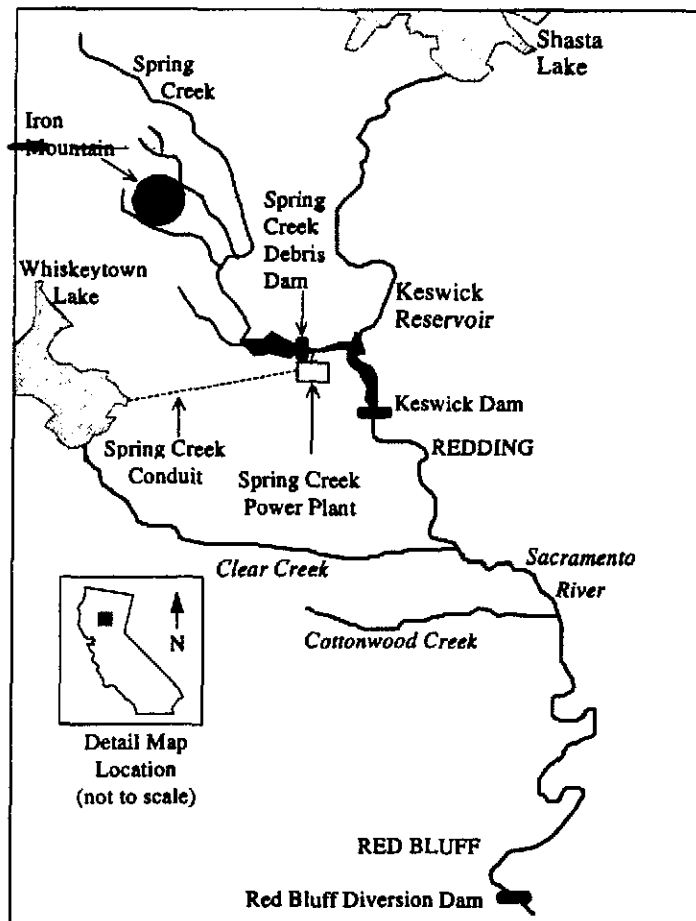 Shasta
Lake
Spring
Creek
Iron
Mountain
Spring
Creek
Debris
Dam
Whiskeytown
Lake
Keswick
Reservoir
Keswick Dam
REDDING
Spring Creek
Conduit
Spring Creek
Power Plant
Clear Creek
Sacramento
River
Cottonwood Creek
N
Detail Map
Location
(not to scale)
RED BLUFF
Red Bluff Diversion Dam